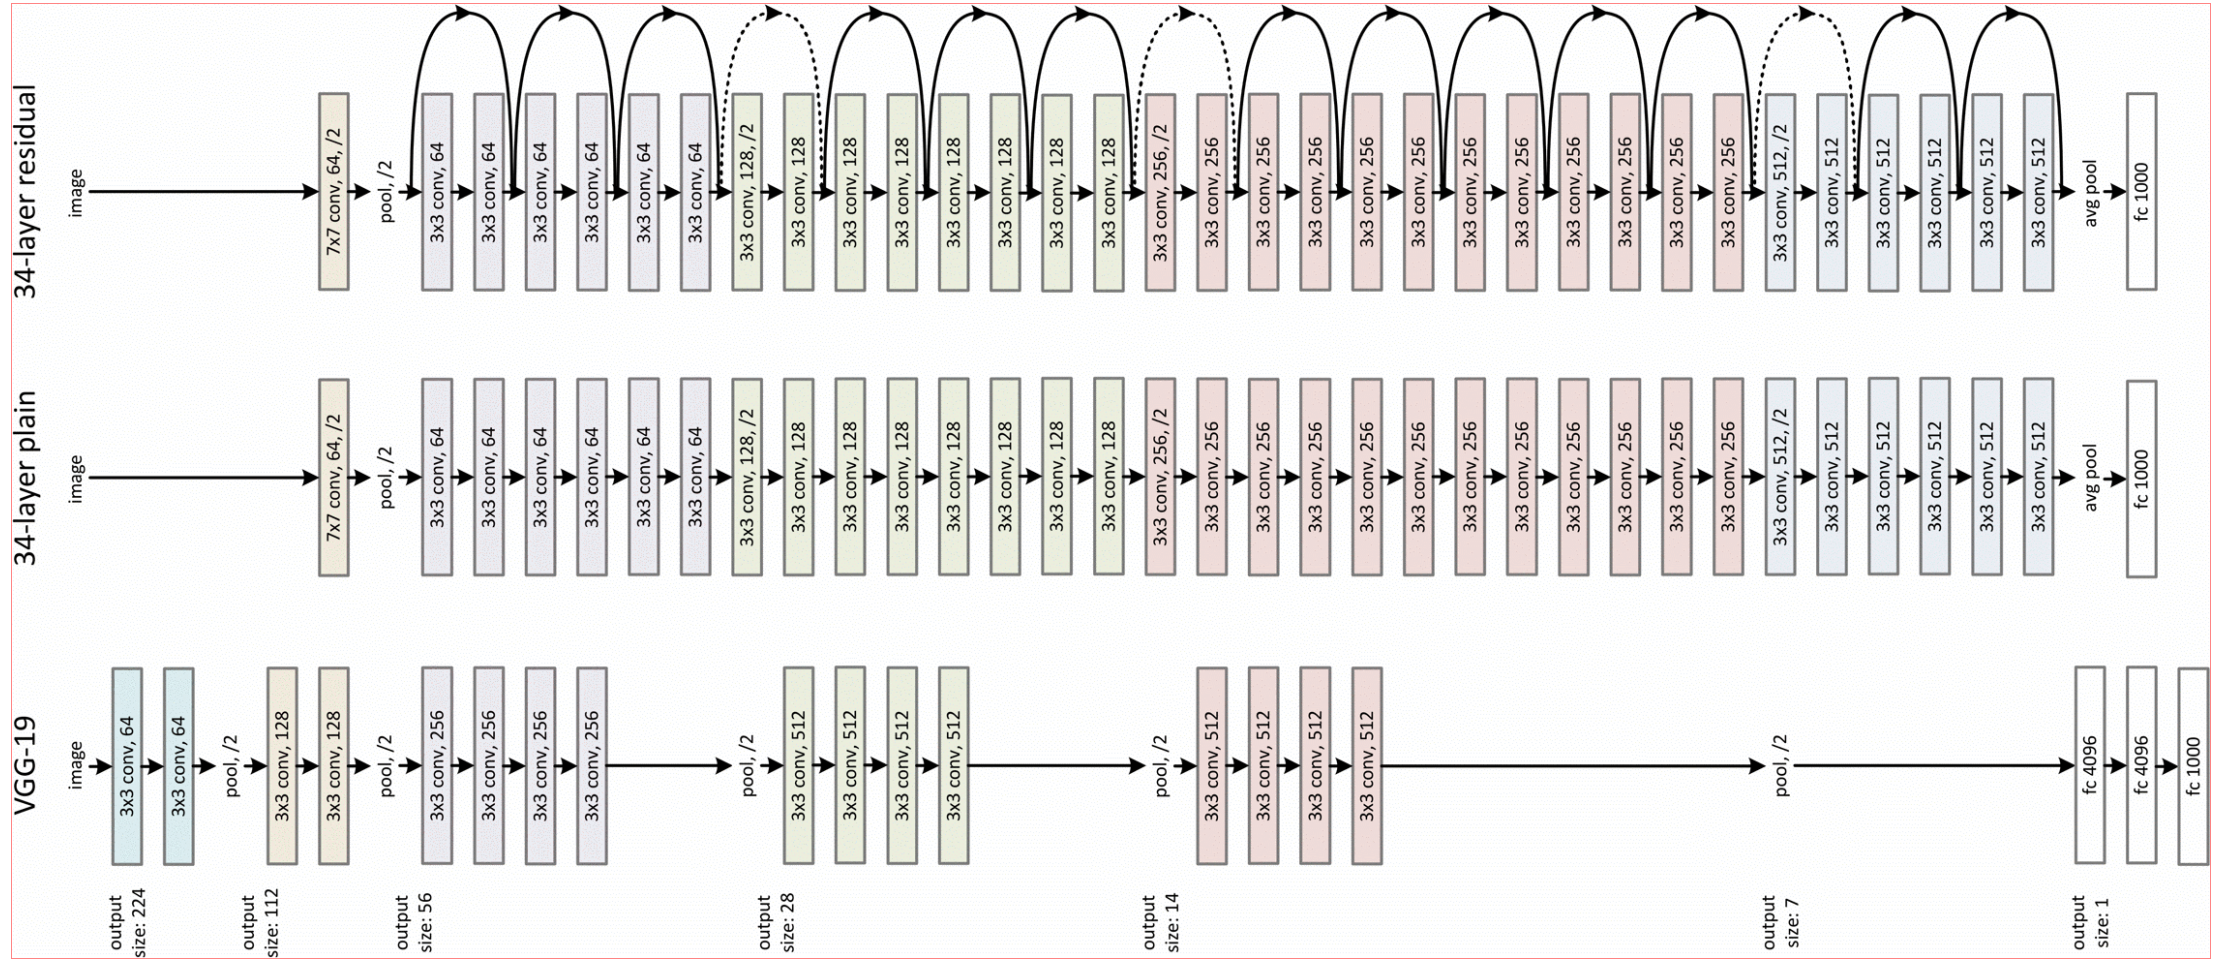 34-layer residual
image
7x7 conv, 64, /2
pool, /2
3x3 conv, 64
3x3 conv, 64
3x3 conv, 64
3x3 conv, 64
3x3 conv, 64
3x3 conv, 64
3x3 conv, 128, /2
3x3 conv, 128
3x3 conv, 128
3x3 conv, 128
3x3 conv, 128
3x3 conv, 128
3x3 conv, 128
3x3 conv, 128
3x3 conv, 256, /2
3x3 conv, 256
3x3 conv, 256
3x3 conv, 256
3x3 conv, 256
3x3 conv, 256
3x3 conv, 256
3x3 conv, 256
3x3 conv, 256
3x3 conv, 256
3x3 conv, 256
3x3 conv, 256
3x3 conv, 512, /2
3x3 conv, 512
3x3 conv, 512
3x3 conv, 512
3x3 conv, 512
3x3 conv, 512
avg pool
fc 1000
34-layer plain
image
7x7 conv, 64, /2
pool, /2
3x3 conv, 64
3x3 conv, 64
3x3 conv, 64
3x3 conv, 64
3x3 conv, 64
3x3 conv, 64
3x3 conv, 128, /2
3x3 conv, 128
3x3 conv, 128
3x3 conv, 128
3x3 conv, 128
3x3 conv, 128
3x3 conv, 128
3x3 conv, 128
3x3 conv, 256, /2
3x3 conv, 256
3x3 conv, 256
3x3 conv, 256
3x3 conv, 256
3x3 conv, 256
3x3 conv, 256
3x3 conv, 256
3x3 conv, 256
3x3 conv, 256
3x3 conv, 256
3x3 conv, 256
3x3 conv, 512, /2
3x3 conv, 512
3x3 conv, 512
3x3 conv, 512
3x3 conv, 512
3x3 conv, 512
avg pool
fc 1000
VGG-19
image
3x3 conv, 64
3x3 conv, 64
pool, /2
3x3 conv, 128
3x3 conv, 128
pool, /2
3x3 conv, 256
3x3 conv, 256
3x3 conv, 256
3x3 conv, 256
pool, /2
3x3 conv, 512
3x3 conv, 512
3x3 conv, 512
3x3 conv, 512
pool, /2
3x3 conv, 512
3x3 conv, 512
3x3 conv, 512
3x3 conv, 512
pool, /2
fc 4096
fc 4096
fc 1000
output
size: 224
output
size: 112
output
size: 56
output
size: 28
output
size: 14
output
size: 7
output
size: 1